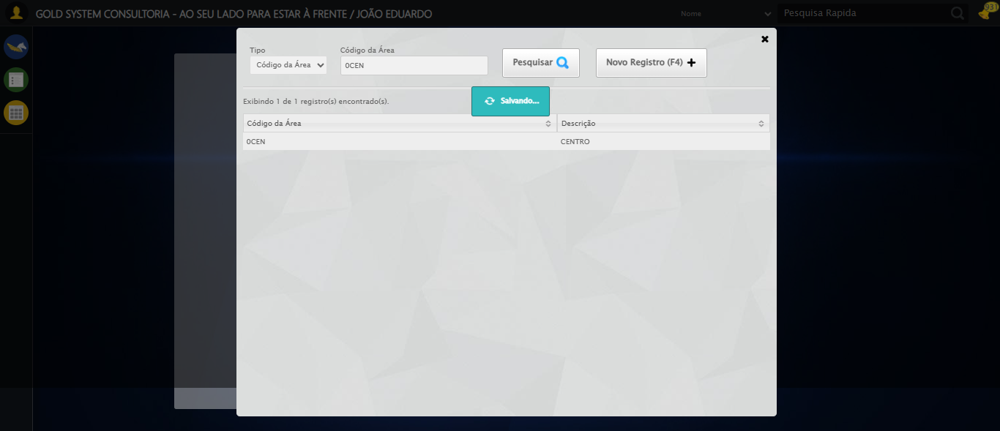 GOLD SYSTEM CONSULTORIA - AO SEU LADO PARA ESTAR À FRENTE / JOÃO EDUARDO
Nome
Pesquisa Rapida
931
Tipo
Código da Área
Código da Área
0CEN
Pesquisar
Novo Registro (F4)
Exibindo 1 de 1 registro(s) encontrado(s).
Salvando...
Código da Área
Descrição
0CEN
CENTRO